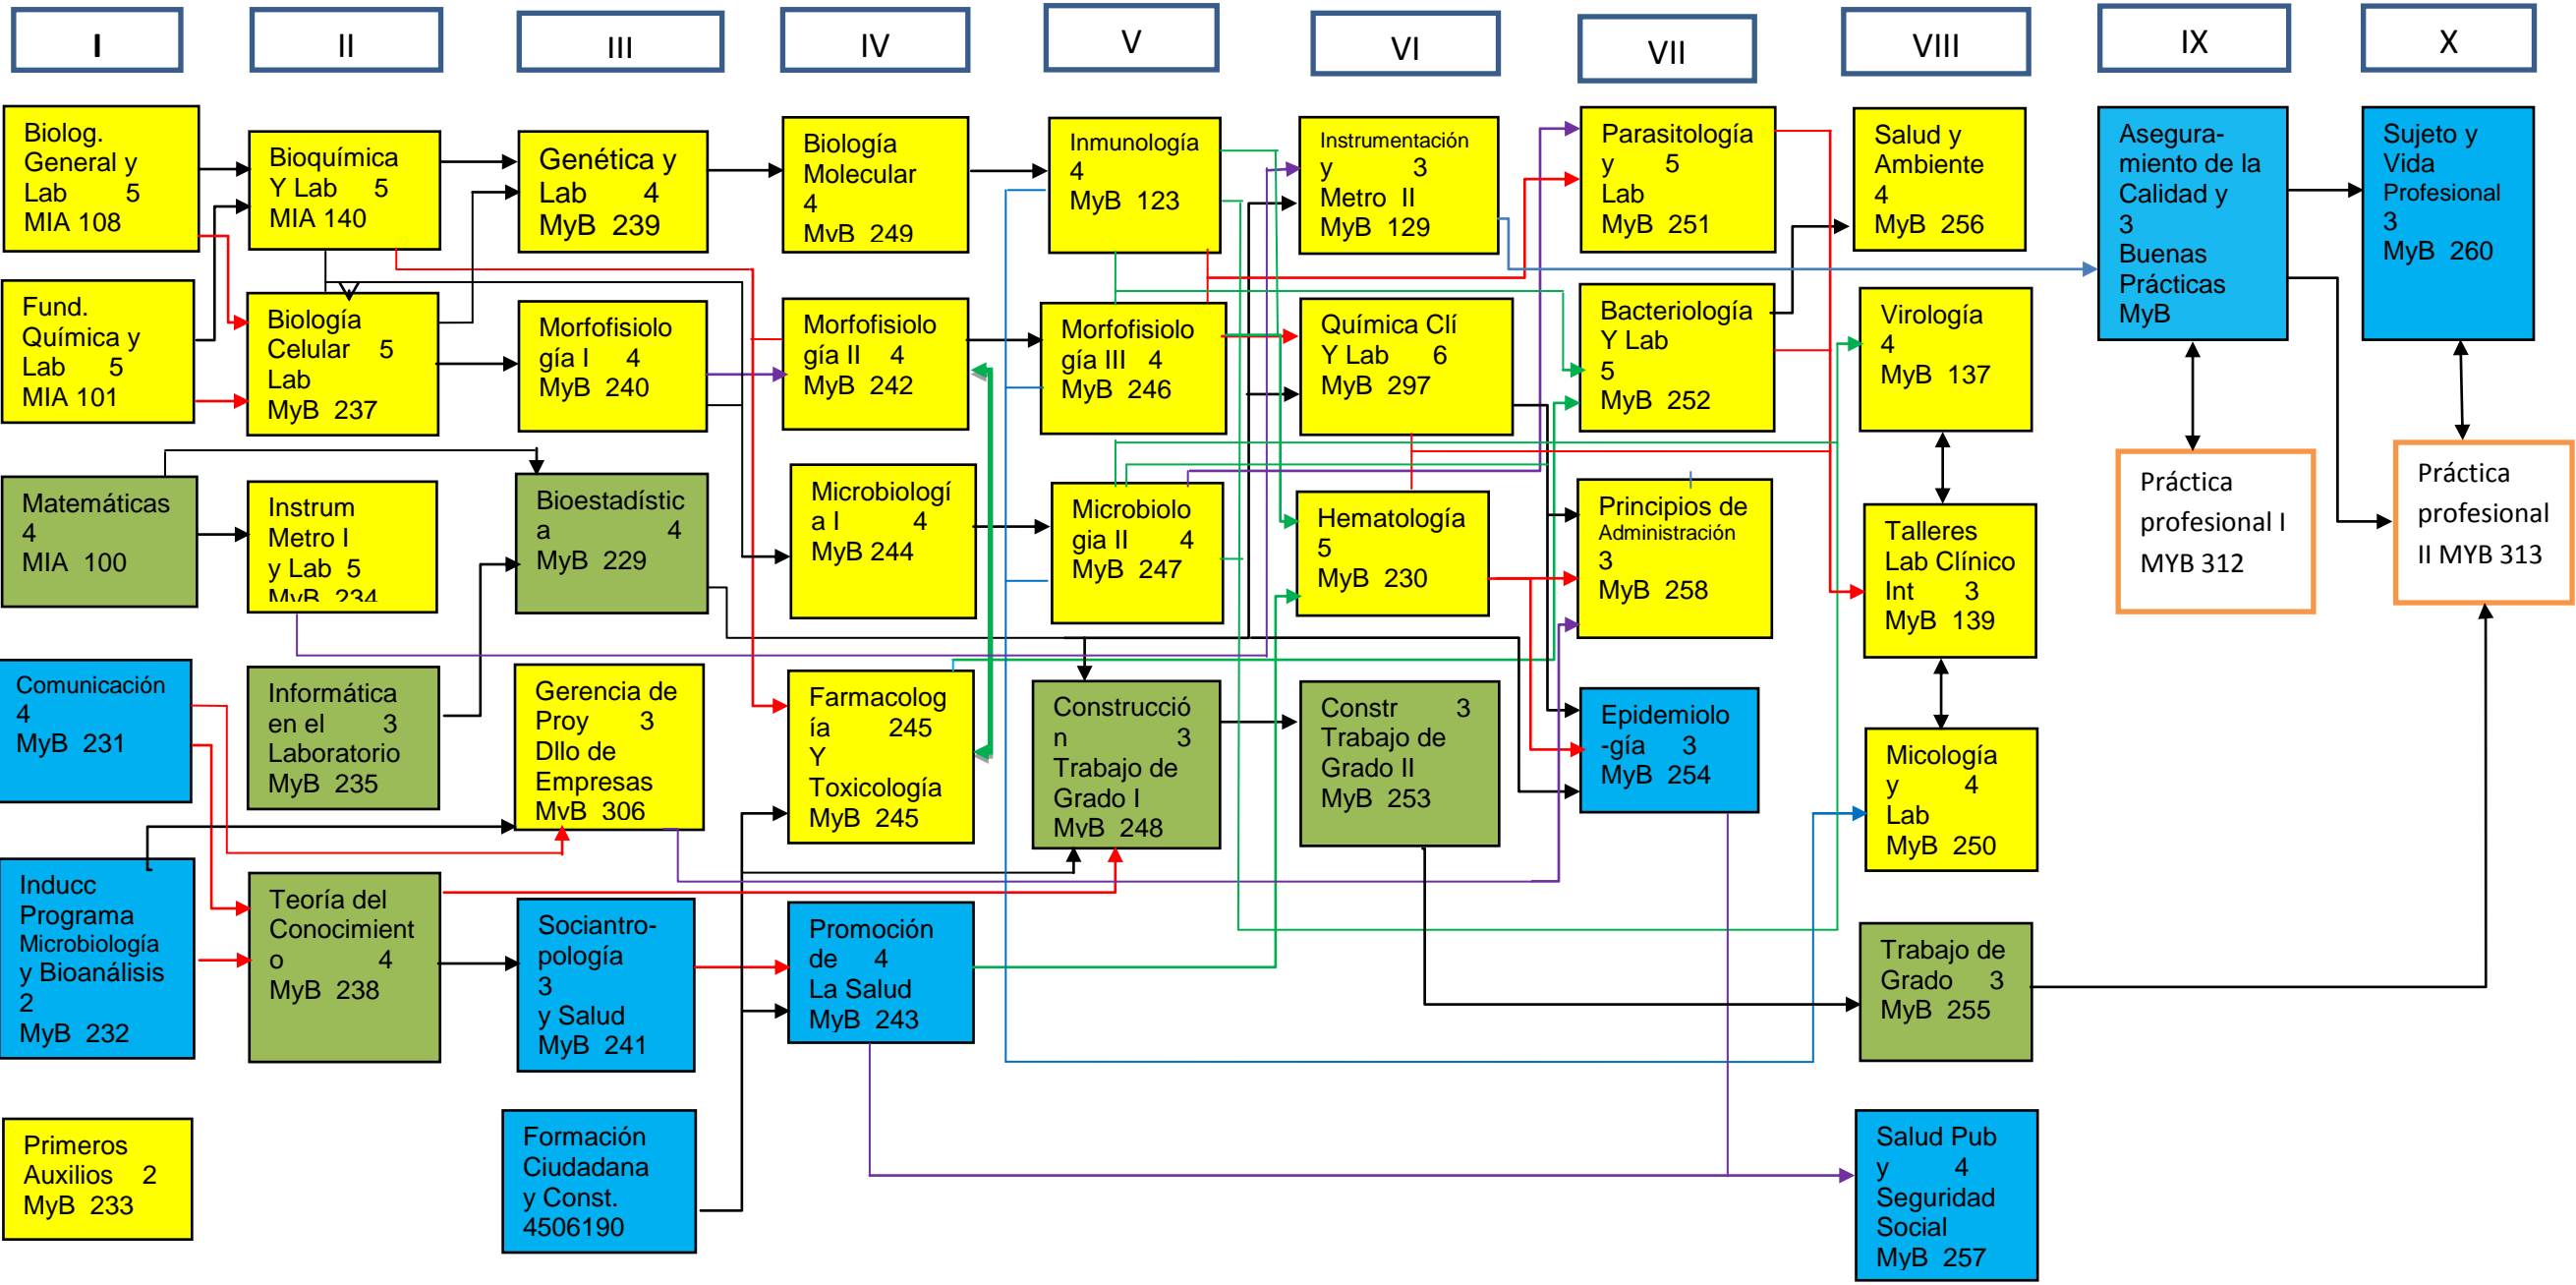 I
II
III
IV
V
VI
VII
VIII
IX
X
Biolog.
General y
Lab 5
MIA 108
Fund.
Química y
Lab 5
MIA 101
Matemáticas
4
MIA 100
Comunicación
4
MyB 231
Inducc
Programa
Microbiología
y Bioanálisis
2
MyB 232
Primeros
Auxilios 2
MyB 233
Bioquímica
Y Lab 5
MIA 140
Biología
Celular 5
Lab
MyB 237
Instrum
Metro I
y Lab 5
MyB 234
Informática
en el 3
Laboratorio
MyB 235
Teoría del
Conocimient
o 4
MyB 238
Genética y
Lab 4
MyB 239
Morfofisiolo
gía I 4
MyB 240
Bioestadístic
a 4
MyB 229
Gerencia de
Proy 3
Dllo de
Empresas
MyB 306
Sociantro-
pología
3
y Salud
MyB 241
Formación
Ciudadana
y Const.
4506190
Biología
Molecular
4
MyB 249
Morfofisiolo
gía II 4
MyB 242
Microbiologí
a I 4
MyB 244
Farmacolog
ía 245
Y
Toxicología
MyB 245
Promoción
de 4
La Salud
MyB 243
Inmunología
4
MyB 123
Morfofisiolo
gía III 4
MyB 246
Microbiolo
gia II 4
MyB 247
Construcció
n 3
Trabajo de
Grado I
MyB 248
Instrumentación
y 3
Metro II
MyB 129
Química Clí
Y Lab 6
MyB 297
Hematología
5
MyB 230
Constr 3
Trabajo de
Grado II
MyB 253
Parasitología
y 5
Lab
MyB 251
Bacteriología
Y Lab
5
MyB 252
Principios de
Administración
3
MyB 258
Epidemiolo
-gía 3
MyB 254
Salud y
Ambiente
4
MyB 256
Virología
4
MyB 137
Talleres
Lab Clínico
Int 3
MyB 139
Micología
y 4
Lab
MyB 250
Trabajo de
Grado 3
MyB 255
Salud Pub
y 4
Seguridad
Social
MyB 257
Asegura-
miento de la
Calidad y
3
Buenas
Prácticas
MyB
Práctica
profesional I
MYB 312
Sujeto y
Vida
Profesional
3
MyB 260
Práctica
profesional
II MYB 313